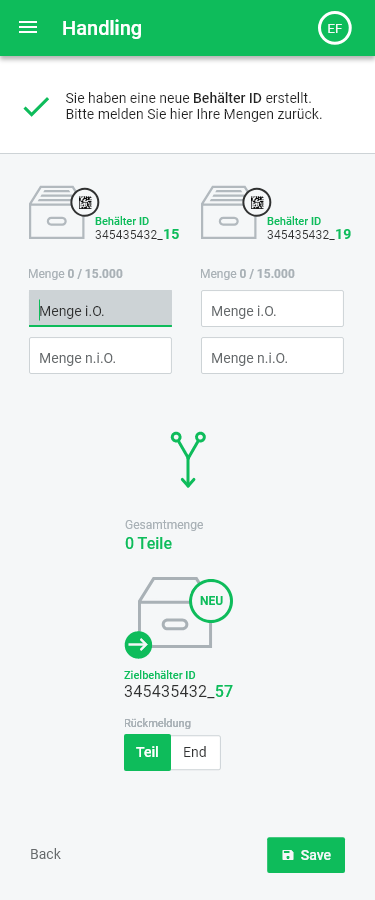 Handling
EF
Sie haben eine neue Behälter ID erstellt.
Bitte melden Sie hier Ihre Mengen zurück.
Behälter ID
345435432_15
Behälter ID
345435432_19
Menge 0 / 15.000
Menge 0 / 15.000
Menge i.O.
Menge i.O.
Menge n.i.O.
Menge n.i.O.
Gesamtmenge
0 Teile
NEU
Zielbehälter ID
345435432_57
Rückmeldung
Teil
End
Back
Save